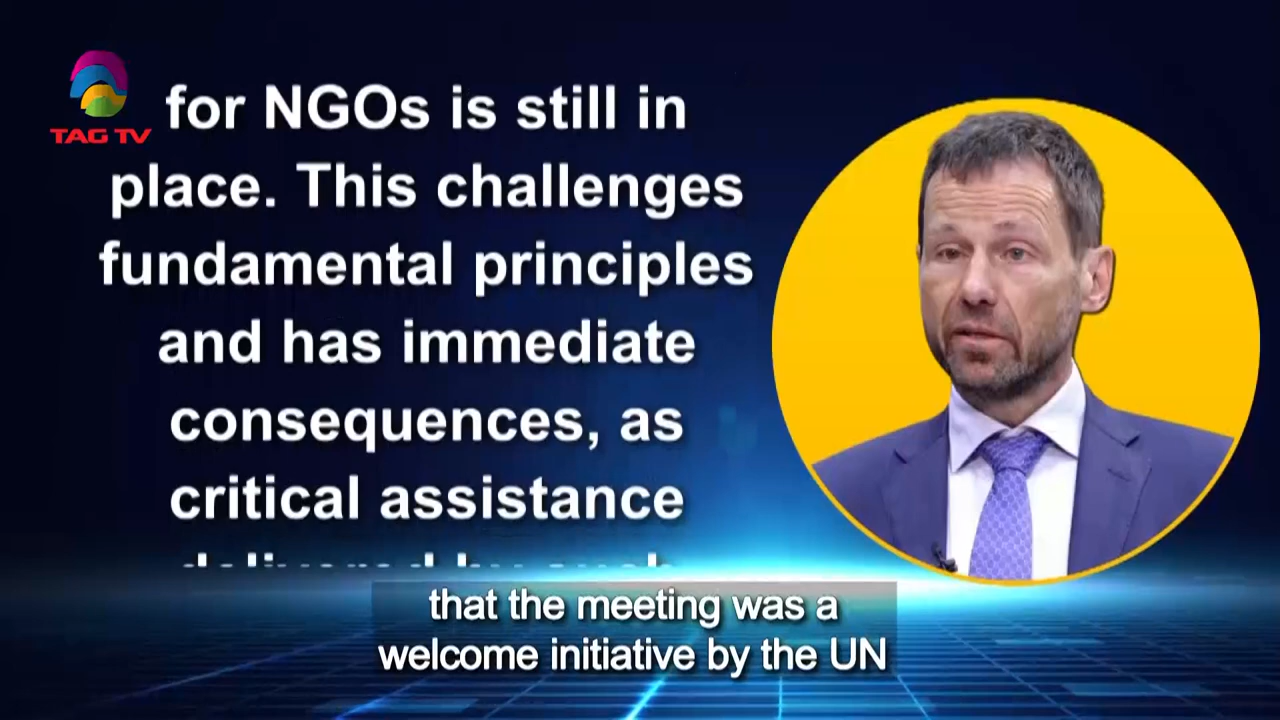 TAG TV
for NGOs is still in
place. This challenges
fundamental principles
and has immediate
consequences, as
critical assistance
that the meeting was a
welcome initiative by the UN